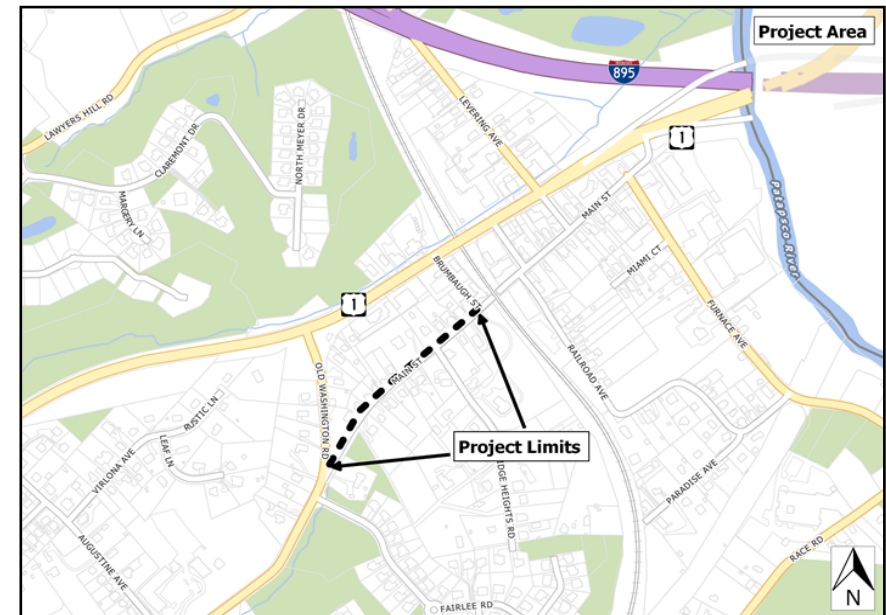 Project Area
895
LAWYERS HILL RD
LEVERING AVE
NORTH MEYER DR
CLAREMONT DR
1
MARGERY LN
MAIN ST
Patapsco River
MIAMI CT
BRUMBAUGH ST
1
FURNACE AVE
RAILROAD AVE
OLD WASHINGTON RD
MAIN ST
RUSTIC LN
Project Limits
LEAF LN
VIRLONA AVE
DGE HEIGHTS RD
PARADISE AVE
AUGUSTINE AVE
RACE RD
FAIRLEE RD
N